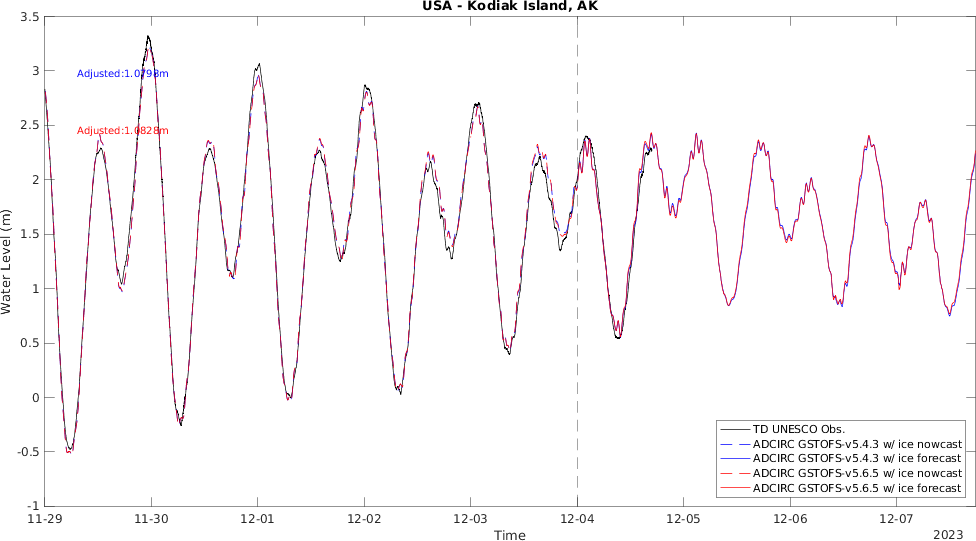 USA - Kodiak Island, AK
Water Level (m)
3.5
3
2.5
2
1.5
1
0.5
0
-0.5
-1
Adjusted:1.0798m
Adjusted:1.0828m
TD UNESCO Obs.
ADCIRC GSTOFS-v5.4.3 w/ ice nowcast
ADCIRC GSTOFS-v5.4.3 w/ ice forecast
ADCIRC GSTOFS-v5.6.5 w/ ice nowcast
ADCIRC GSTOFS-v5.6.5 w/ ice forecast
11-29 11-30 12-01 12-02 12-03 12-04 12-05 12-06 12-07
Time
2023